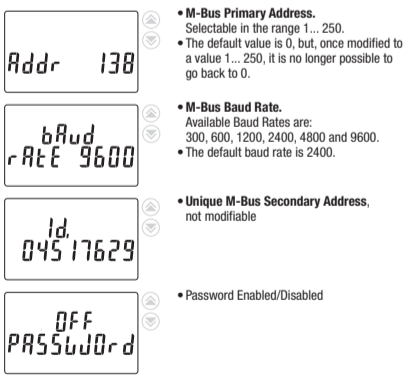 Addr 138
• M-Bus Primary Address.
Selectable in the range 1... 250.
• The default value is 0, but, once modified to
a value 1... 250, it is no longer possible to
go back to 0.
bAud
rAtE 9600
• M-Bus Baud Rate.
Available Baud Rates are:
300, 600, 1200, 2400, 4800 and 9600.
• The default baud rate is 2400.
Id.
04517629
• Unique M-Bus Secondary Address,
not modifiable
OFF
PASSWOrd
• Password Enabled/Disabled